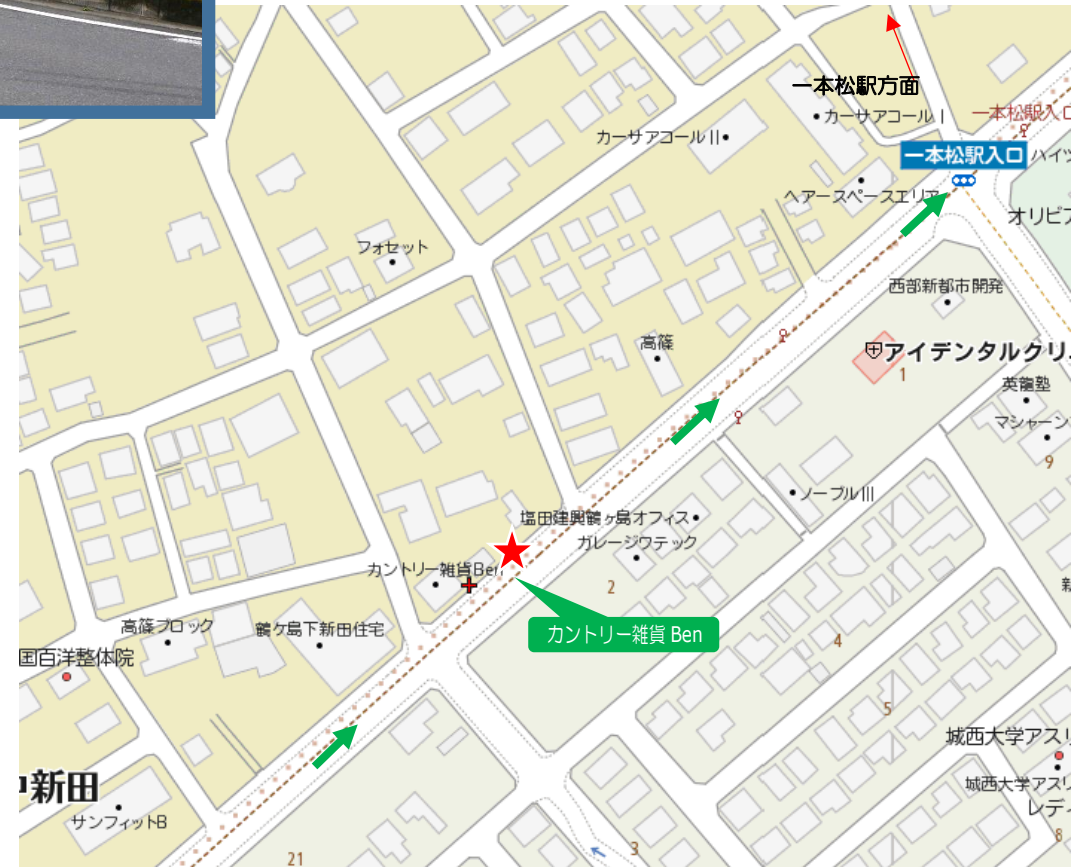 一本松駅方面
カーサアコールⅠ
一本松駅入口
カーサアコールⅡ
一本松駅入口
ハイツ
ヘアースペースエリア
オリビア
フォセット
西部新都市開発
高篠
アイデンタルクリ
1
英龍塾
マシャーン
9
ノーブルⅢ
塩田建興鶴ヶ島オフィス
ガレージワテック
カントリー雑貨Ben
2
カントリー雑貨 Ben
高篠ブロック
鶴ケ島下新田住宅
4
国百洋整体院
5
城西大学アスリ
中新田
城西大学アスリ
レディ
サンフィットB
8
3
21